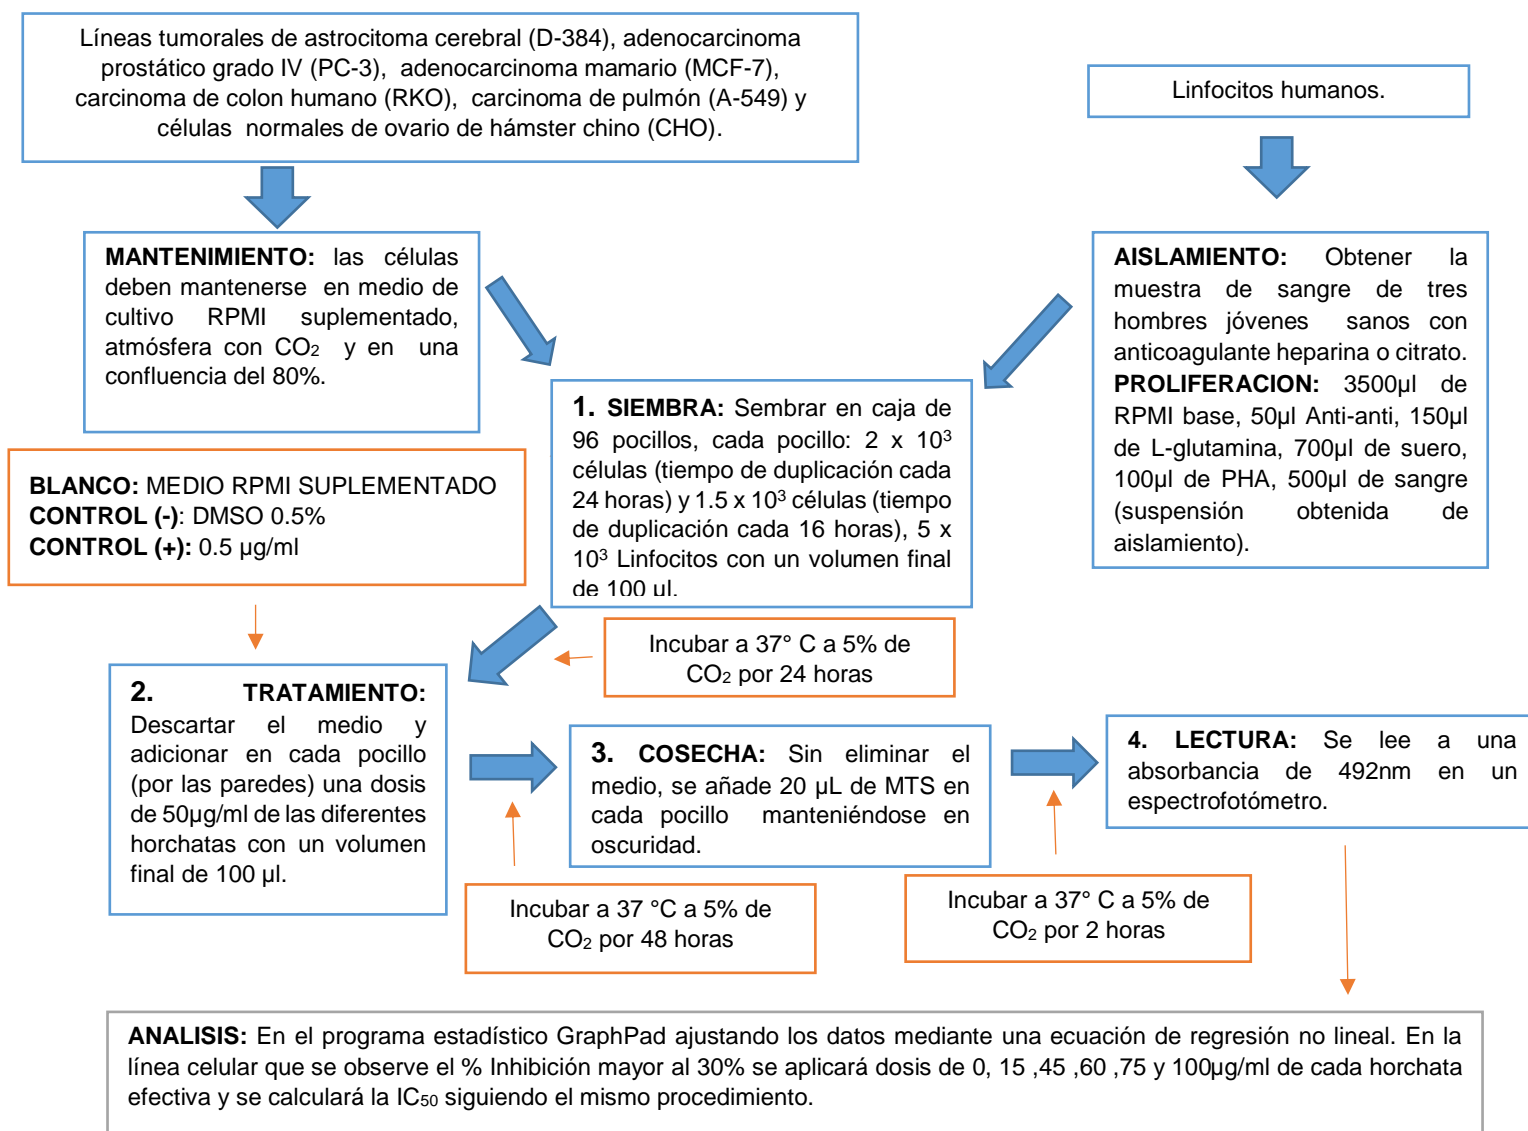 Líneas tumorales de astrocitoma cerebral (D-384), adenocarcinoma
prostático grado IV (PC-3), adenocarcinoma mamario (MCF-7),
carcinoma de colon humano (RKO), carcinoma de pulmón (A-549) y
células normales de ovario de hámster chino (CHO).
Linfocitos humanos.
MANTENIMIENTO: las células
deben mantenerse en medio de
cultivo RPMI suplementado,
atmósfera con CO₂ y en una
confluencia del 80%.
AISLAMIENTO: Obtener la
muestra de sangre de tres
hombres jóvenes sanos con
anticoagulante heparina o citrato.
PROLIFERACION: 3500µl de
RPMI base, 50µl Anti-anti, 150µl
de L-glutamina, 700µl de suero,
100µl de PHA, 500µl de sangre
(suspensión obtenida de
aislamiento).
BLANCO: MEDIO RPMI SUPLEMENTADO
CONTROL (-): DMSO 0.5%
CONTROL (+): 0.5 µg/ml
1. SIEMBRA: Sembrar en caja de
96 pocillos, cada pocillo: 2 x 10³
células (tiempo de duplicación cada
24 horas) y 1.5 x 10³ células (tiempo
de duplicación cada 16 horas), 5 x
10³ Linfocitos con un volumen final
de 100 ul.
Incubar a 37° C a 5% de
CO₂ por 24 horas
2. TRATAMIENTO:
Descartar el medio y
adicionar en cada pocillo
(por las paredes) una dosis
de 50µg/ml de las diferentes
horchatas con un volumen
final de 100 µl.
3. COSECHA: Sin eliminar el
medio, se añade 20 µL de MTS en
cada pocillo manteniéndose en
oscuridad.
4. LECTURA: Se lee a una
absorbancia de 492nm en un
espectrofotómetro.
Incubar a 37 °C a 5% de
CO₂ por 48 horas
Incubar a 37° C a 5% de
CO₂ por 2 horas
ANALISIS: En el programa estadístico GraphPad ajustando los datos mediante una ecuación de regresión no lineal. En la
línea celular que se observe el % Inhibición mayor al 30% se aplicará dosis de 0, 15 ,45 ,60 ,75 y 100µg/ml de cada horchata
efectiva y se calculará la IC₅₀ siguiendo el mismo procedimiento.